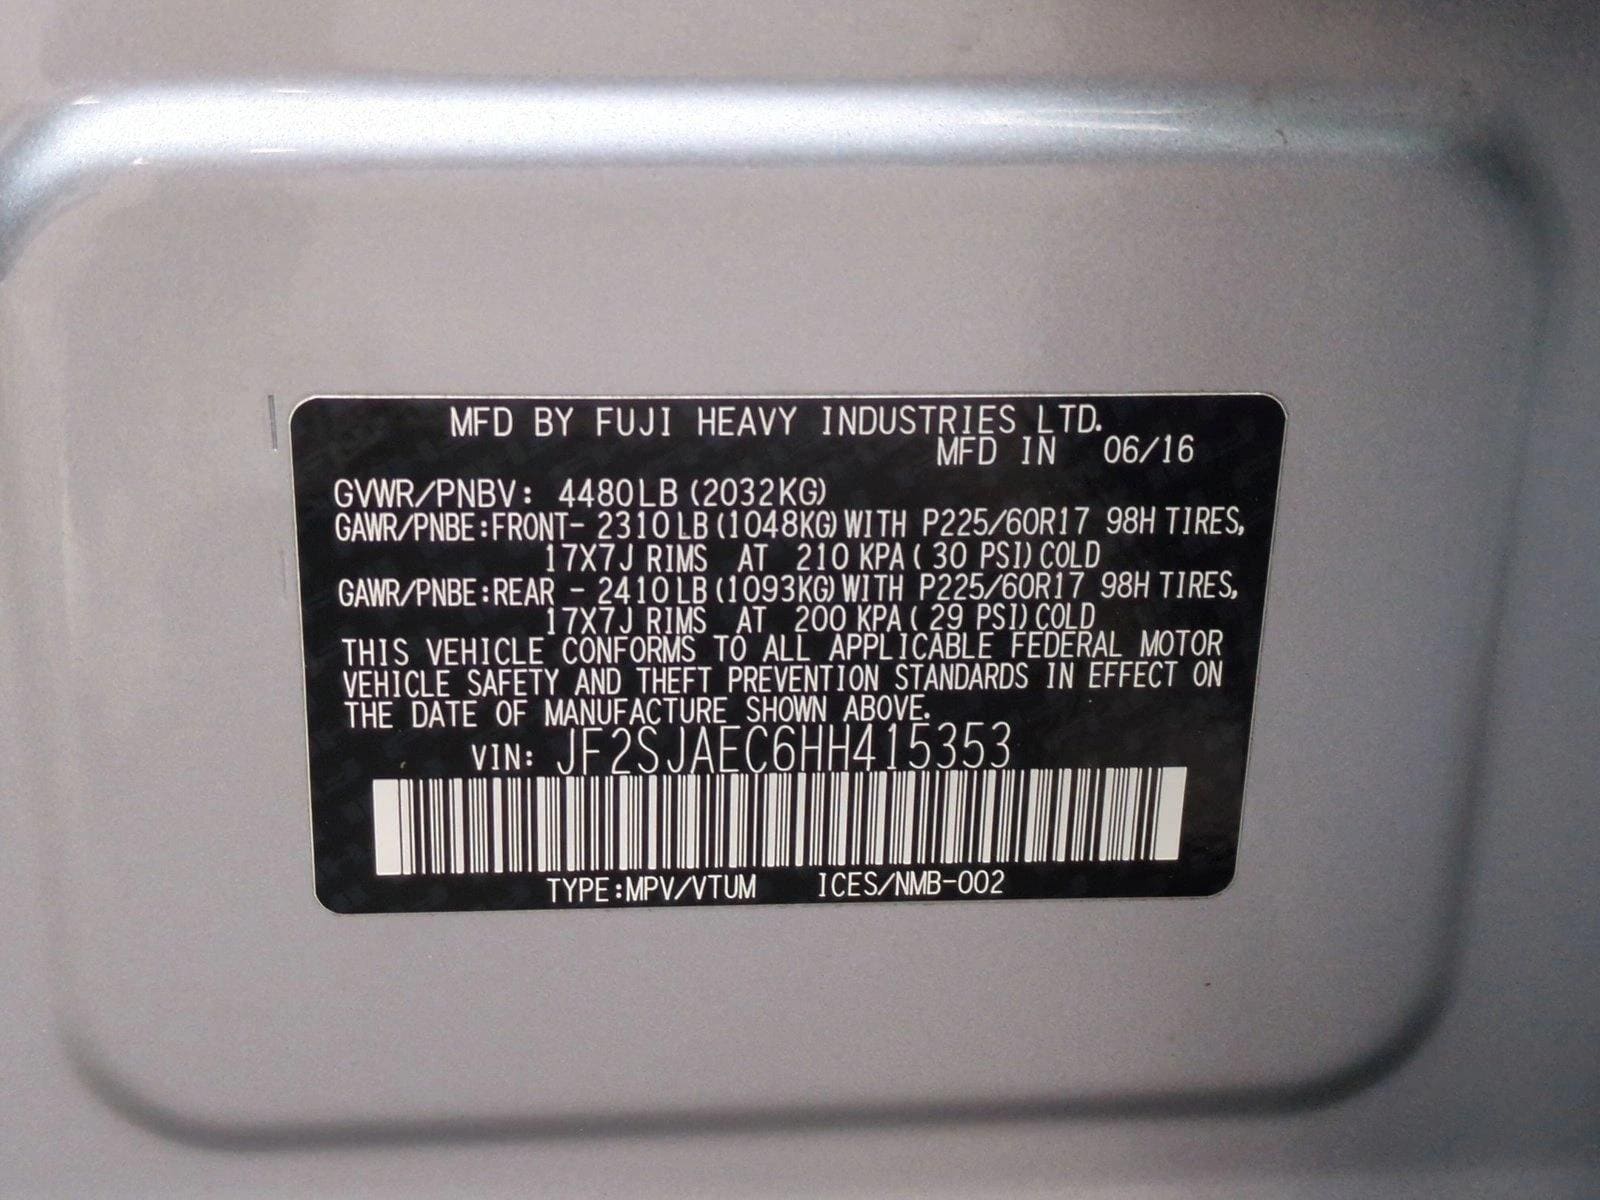 MFD BY FUJI HEAVY INDUSTRIES LTD.
MFD IN 06/16
GVWR/PNBV: 4480LB (2032KG)
GAWR/PNBE:FRONT- 2310LB (1048KG) WITH P225/60R17 98H TIRES,
17X7J RIMS AT 210 KPA ( 30 PSI) COLD
GAWR/PNBE:REAR - 2410LB (1093KG) WITH P225/60R17 98H TIRES,
17X7J RIMS AT 200 KPA ( 29 PSI) COLD
THIS VEHICLE CONFORMS TO ALL APPLICABLE FEDERAL MOTOR
VEHICLE SAFETY AND THEFT PREVENTION STANDARDS IN EFFECT ON
THE DATE OF MANUFACTURE SHOWN ABOVE.
VIN: JF2SJAEC6HH415353
TYPE:MPV/VTUM ICES/NMB-002